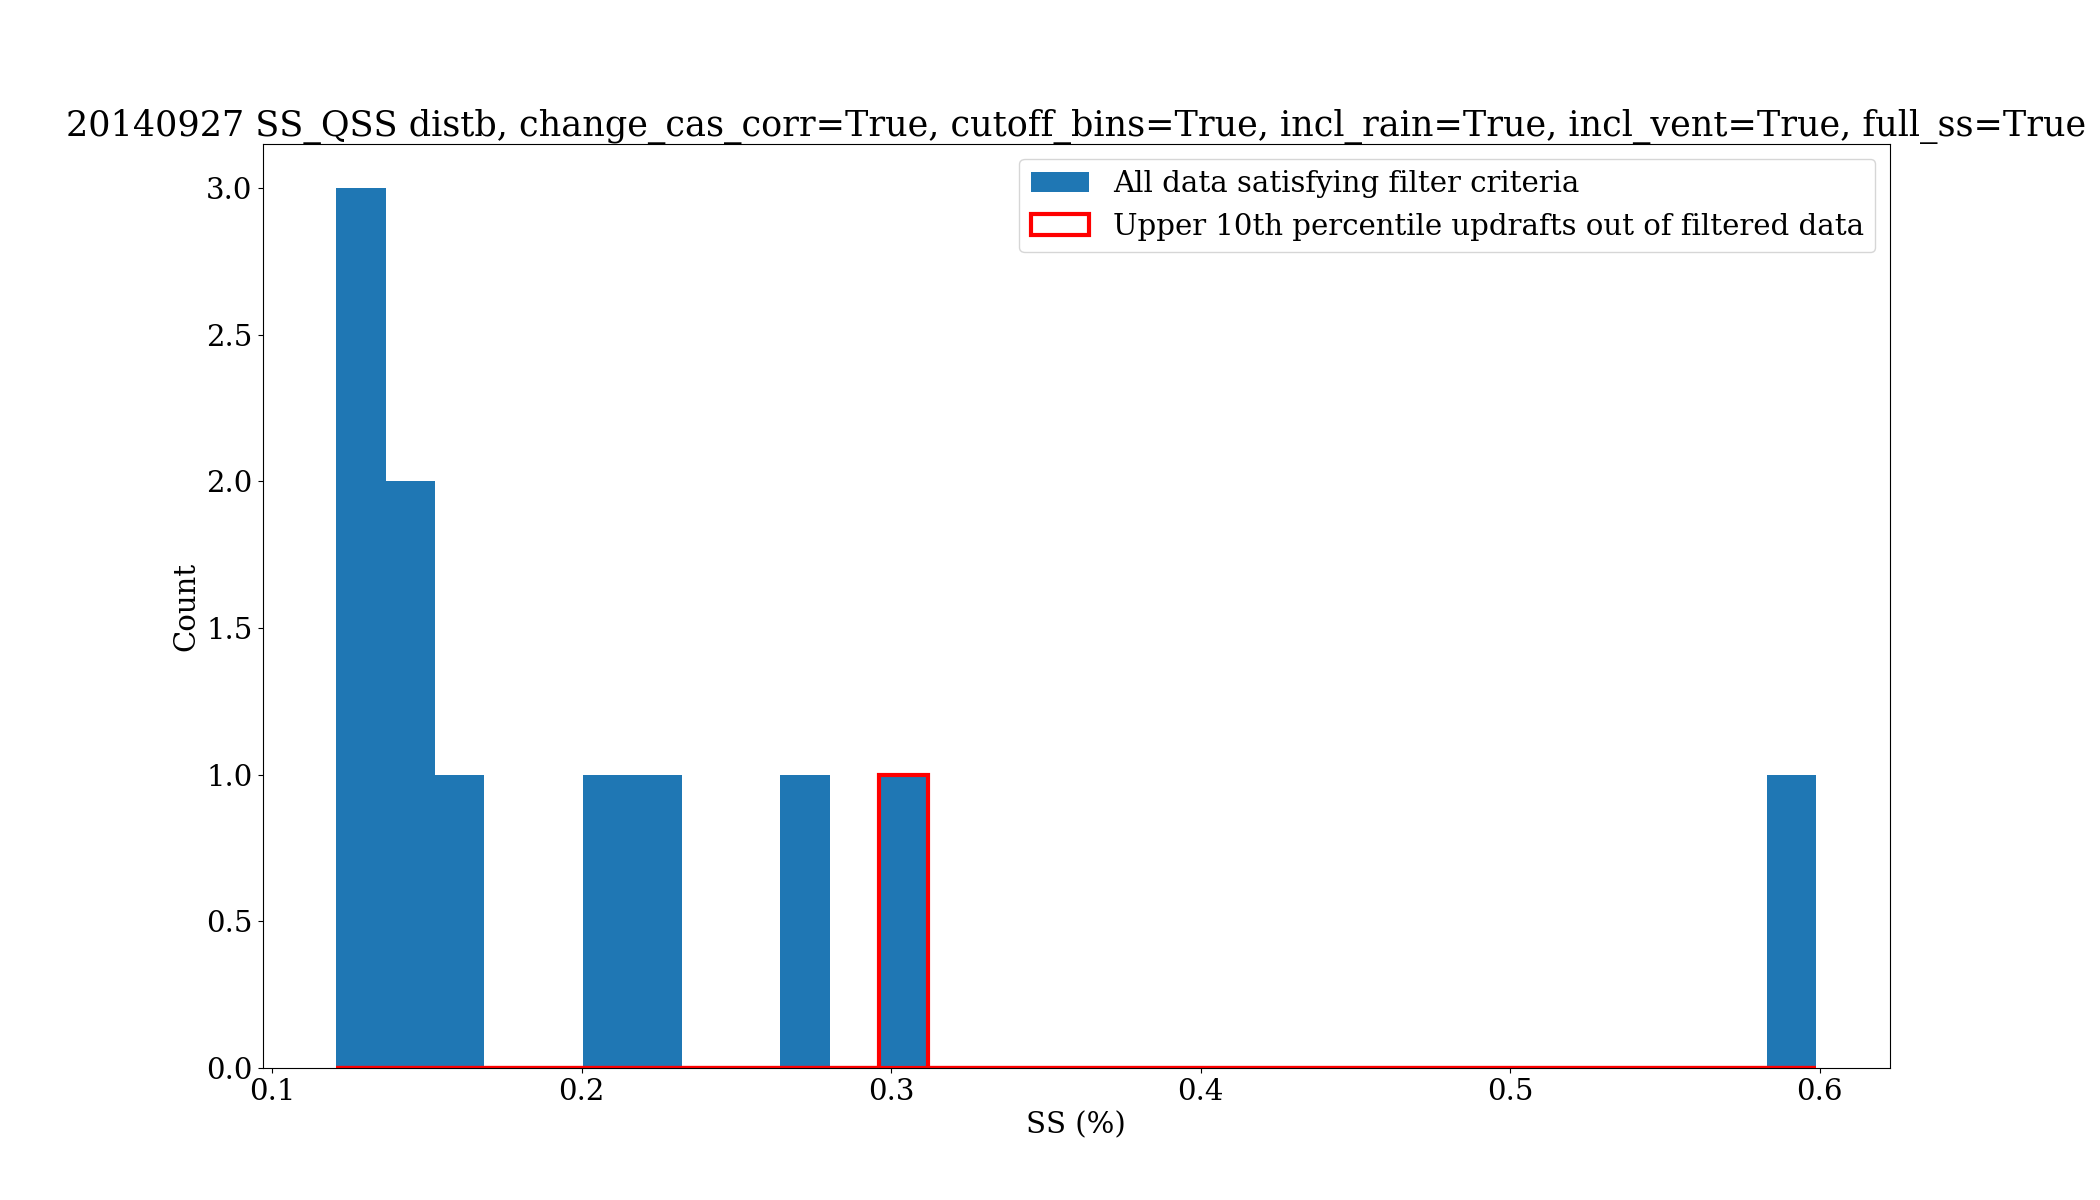 20140927 SS_QSS distb, change_cas_corr=True, cutoff_bins=True, incl_rain=True, incl_vent=True, full_ss=True
All data satisfying filter criteria
Upper 10th percentile updrafts out of filtered data
Count
3.0
2.5
2.0
1.5
1.0
0.5
0.0
0.1 0.2 0.3 0.4 0.5 0.6
SS (%)